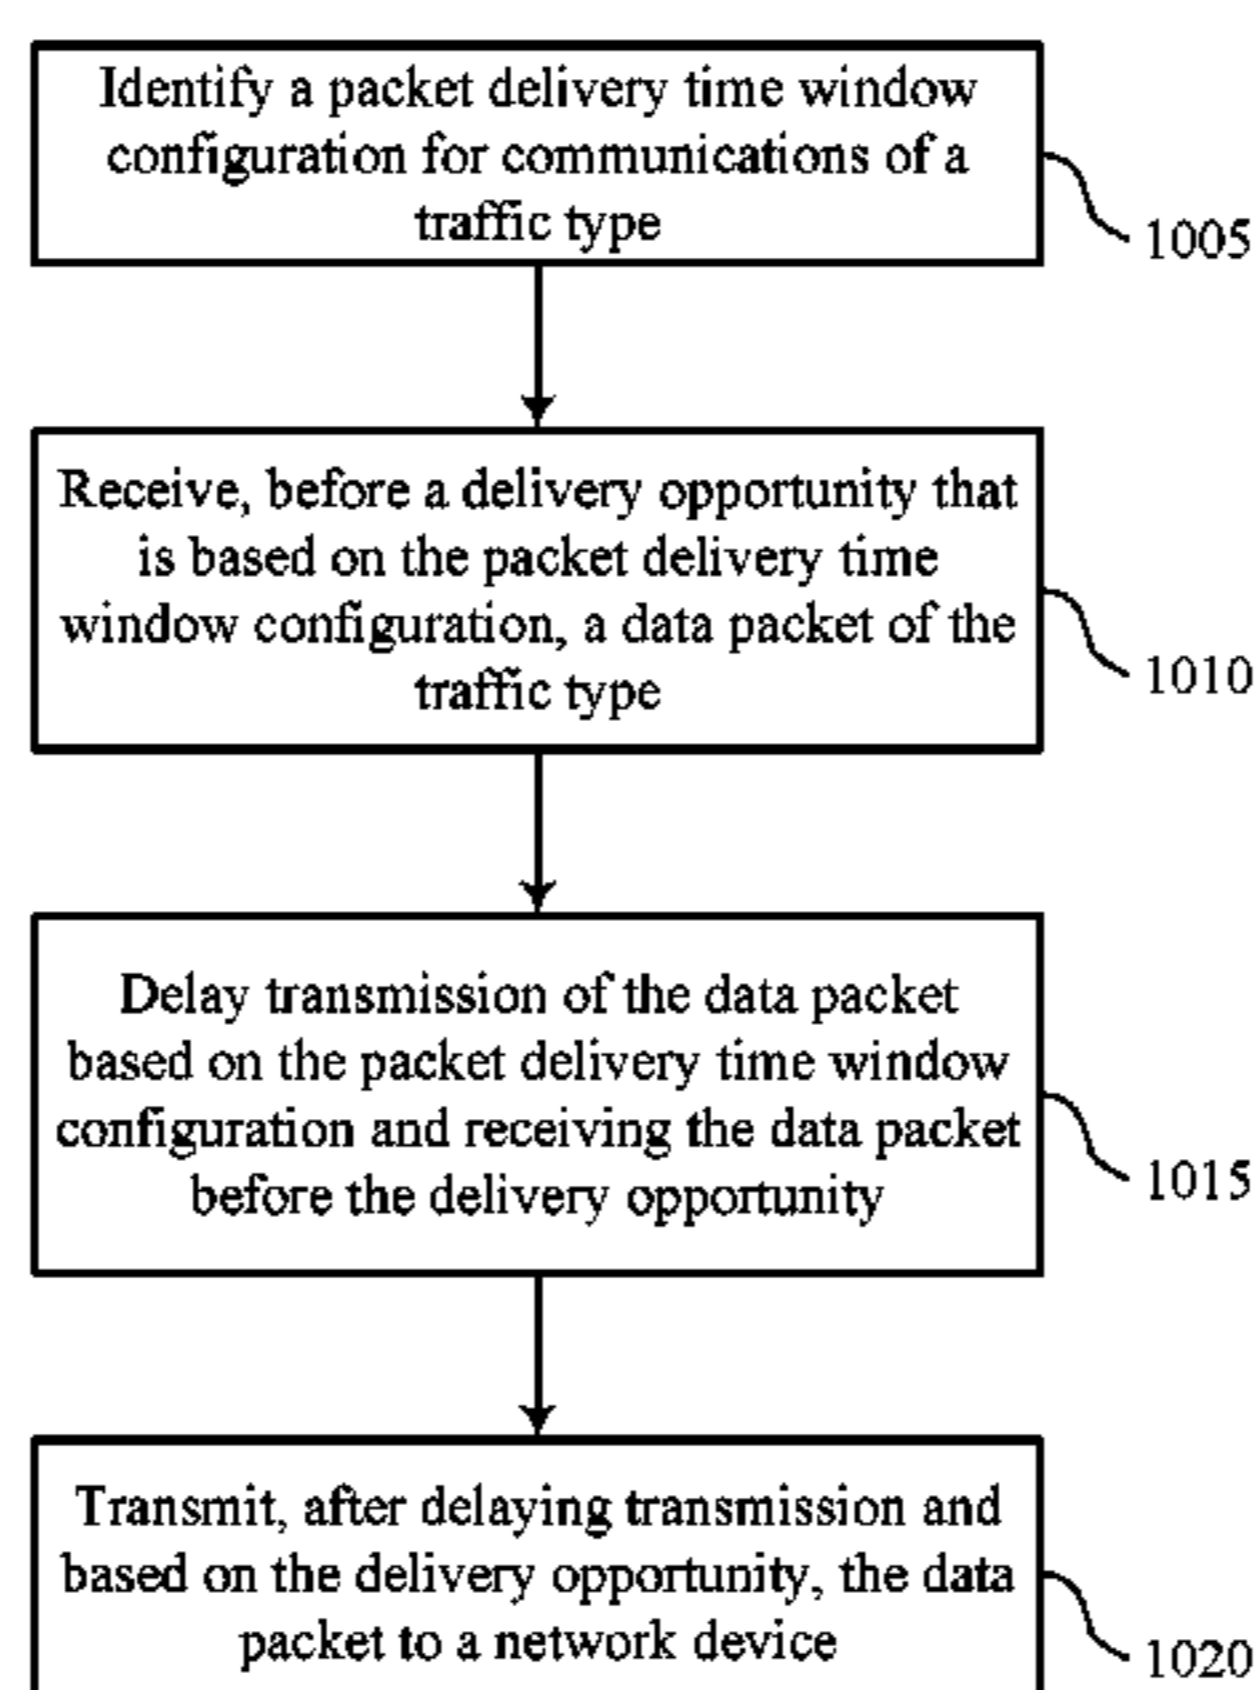 Identify a packet delivery time window
configuration for communications of a
traffic type
1005
Receive, before a delivery opportunity that
is based on the packet delivery time
window configuration, a data packet of the
traffic type
1010
Delay transmission of the data packet
based on the packet delivery time window
configuration and receiving the data packet
before the delivery opportunity
1015
Transmit, after delaying transmission and
based on the delivery opportunity, the data
packet to a network device
1020